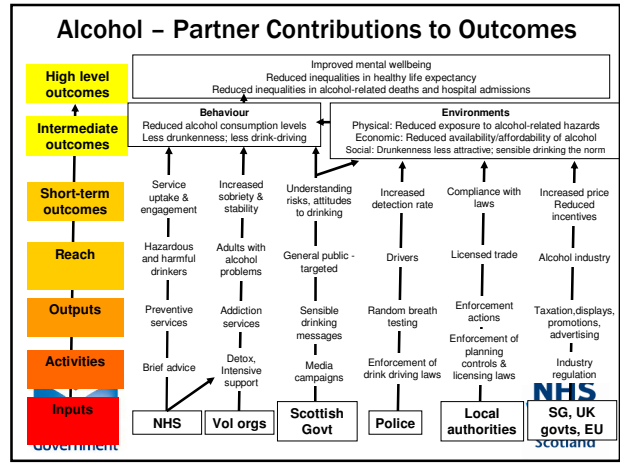 Alcohol – Partner Contributions to Outcomes
High level
outcomes
Improved mental wellbeing
Reduced inequalities in healthy life expectancy
Reduced inequalities in alcohol-related deaths and hospital admissions
Intermediate
outcomes
Behaviour
Reduced alcohol consumption levels
Less drunkenness; less drink-driving
Environments
Physical: Reduced exposure to alcohol-related hazards
Economic: Reduced availability/affordability of alcohol
Social: Drunkenness less attractive; sensible drinking the norm
Short-term
outcomes
Service
uptake &
engagement
Increased
sobriety &
stability
Understanding
risks, attitudes
to drinking
Increased
detection rate
Compliance with
laws
Increased price
Reduced
incentives
Reach
Hazardous
and harmful
drinkers
Adults with
alcohol
problems
General public -
targeted
Drivers
Licensed trade
Alcohol industry
Outputs
Preventive
services
Addiction
services
Sensible
drinking
messages
Random breath
testing
Enforcement
actions
Taxation,displays,
promotions,
advertising
Activities
Brief advice
Detox,
Intensive
support
Media
campaigns
Enforcement of
drink driving laws
Enforcement of
planning
controls &
licensing laws
Industry
regulation
Inputs
NHS
Vol orgs
Scottish
Govt
Police
Local
authorities
SG, UK
govts, EU
Government
NHS
Scotland